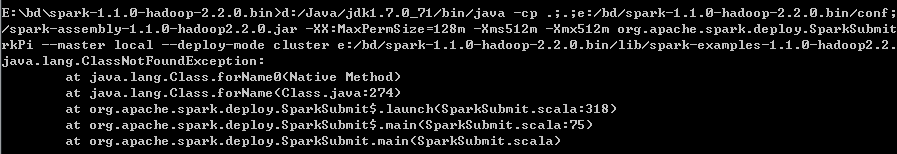 E:\bd\spark-1.1.0-hadoop-2.2.0.bin>d:/Java/jdk1.7.0_71/bin/java -cp .;.;e:/bd/spark-1.1.0-hadoop-2.2.0.bin/conf;
/spark-assembly-1.1.0-hadoop2.2.0.jar -XX:MaxPermSize=128m -Xms512m -Xmx512m org.apache.spark.deploy.SparkSubmit
rkPi --master local --deploy-mode cluster e:/bd/spark-1.1.0-hadoop-2.2.0.bin/lib/spark-examples-1.1.0-hadoop2.2.
java.lang.ClassNotFoundException:
at java.lang.Class.forName0(Native Method)
at java.lang.Class.forName(Class.java:274)
at org.apache.spark.deploy.SparkSubmit$.launch(SparkSubmit.scala:318)
at org.apache.spark.deploy.SparkSubmit$.main(SparkSubmit.scala:75)
at org.apache.spark.deploy.SparkSubmit.main(SparkSubmit.scala)